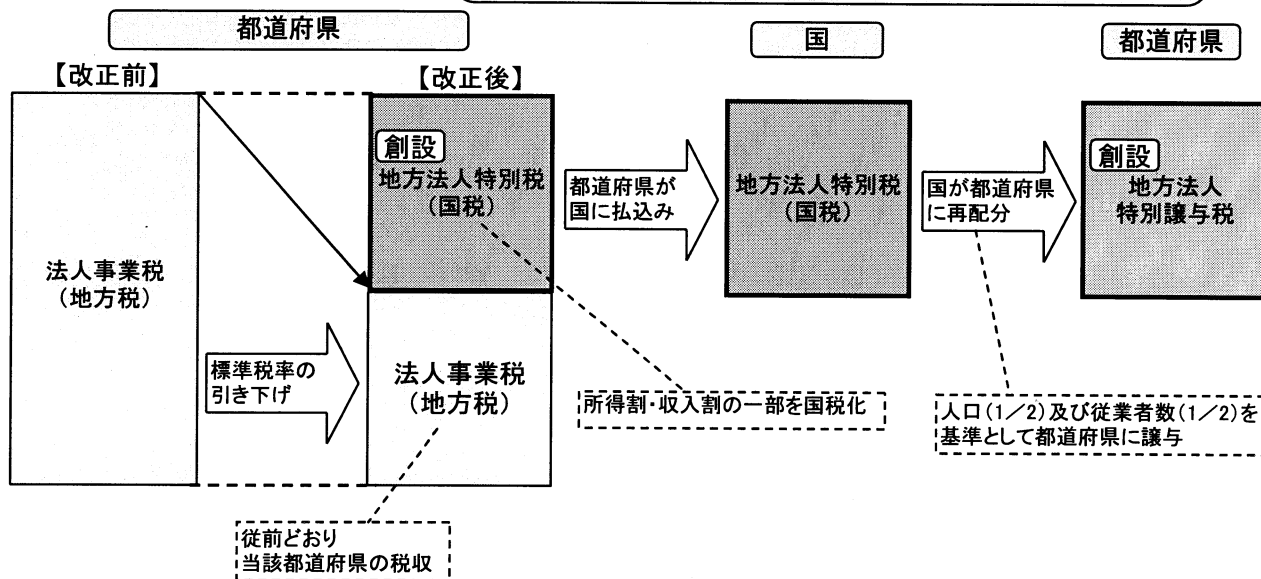 都道府県
国
都道府県
【改正前】
【改正後】
法人事業税
(地方税)
標準税率の
引き下げ
創設
地方法人特別税
(国税)
法人事業税
(地方税)
従前どおり
当該都道府県の税収
都道府県が
国に払込み
所得割・収入割の一部を国税化
地方法人特別税
(国税)
国が都道府県
に再配分
人口(1/2)及び従業者数(1/2)を
基準として都道府県に譲与
創設
地方法人
特別譲与税